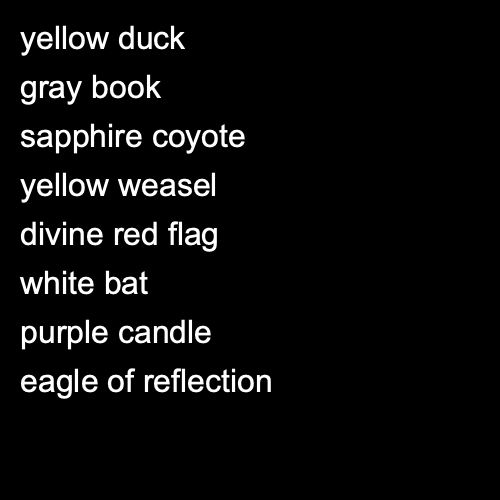 yellow duck
gray book
sapphire coyote
yellow weasel
divine red flag
white bat
purple candle
eagle of reflection